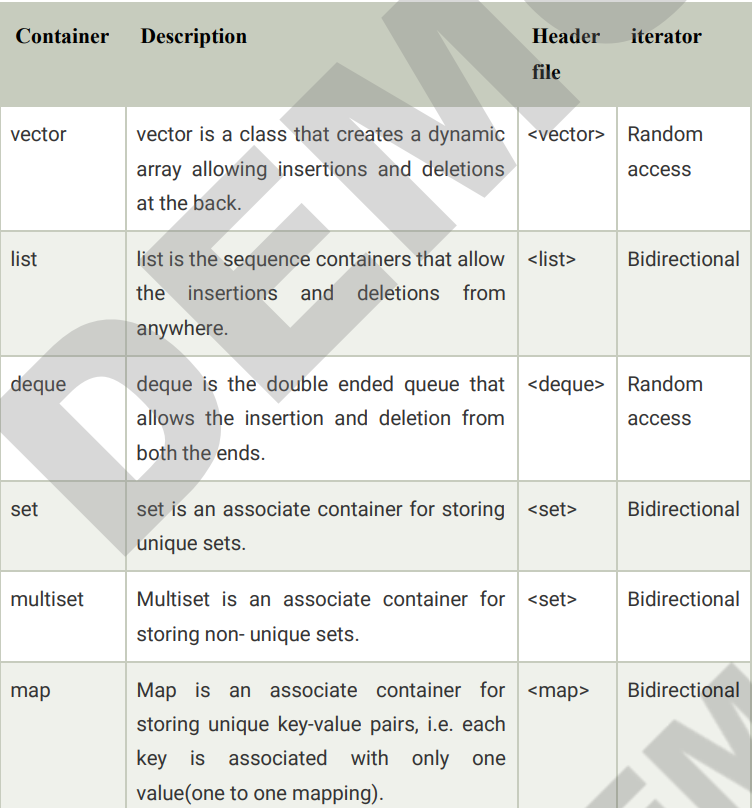 Container Description Header iterator
file
vector vector is a class that creates a dynamic <vector> Random
array allowing insertions and deletions access
at the back.
list list is the sequence containers that allow <list> Bidirectional
the insertions and deletions from
anywhere.
deque deque is the double ended queue that <deque> Random
allows the insertion and deletion from access
both the ends.
set set is an associate container for storing <set> Bidirectional
unique sets.
multiset Multiset is an associate container for <set> Bidirectional
storing non- unique sets.
map Map is an associate container for <map> Bidirectional
storing unique key-value pairs, i.e. each
key is associated with only one
value(one to one mapping).
DEMO